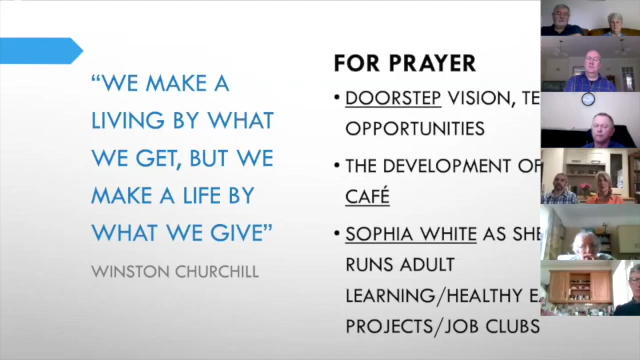 “WE MAKE A
LIVING BY WHAT
WE GET, BUT WE
MAKE A LIFE BY
WHAT WE GIVE”
WINSTON CHURCHILL
FOR PRAYER
• DOORSTEP VISION, TE
OPPORTUNITIES
• THE DEVELOPMENT OF
CAFÉ
• SOPHIA WHITE AS SHE
RUNS ADULT
LEARNING/HEALTHY E
PROJECTS/JOB CLUBS